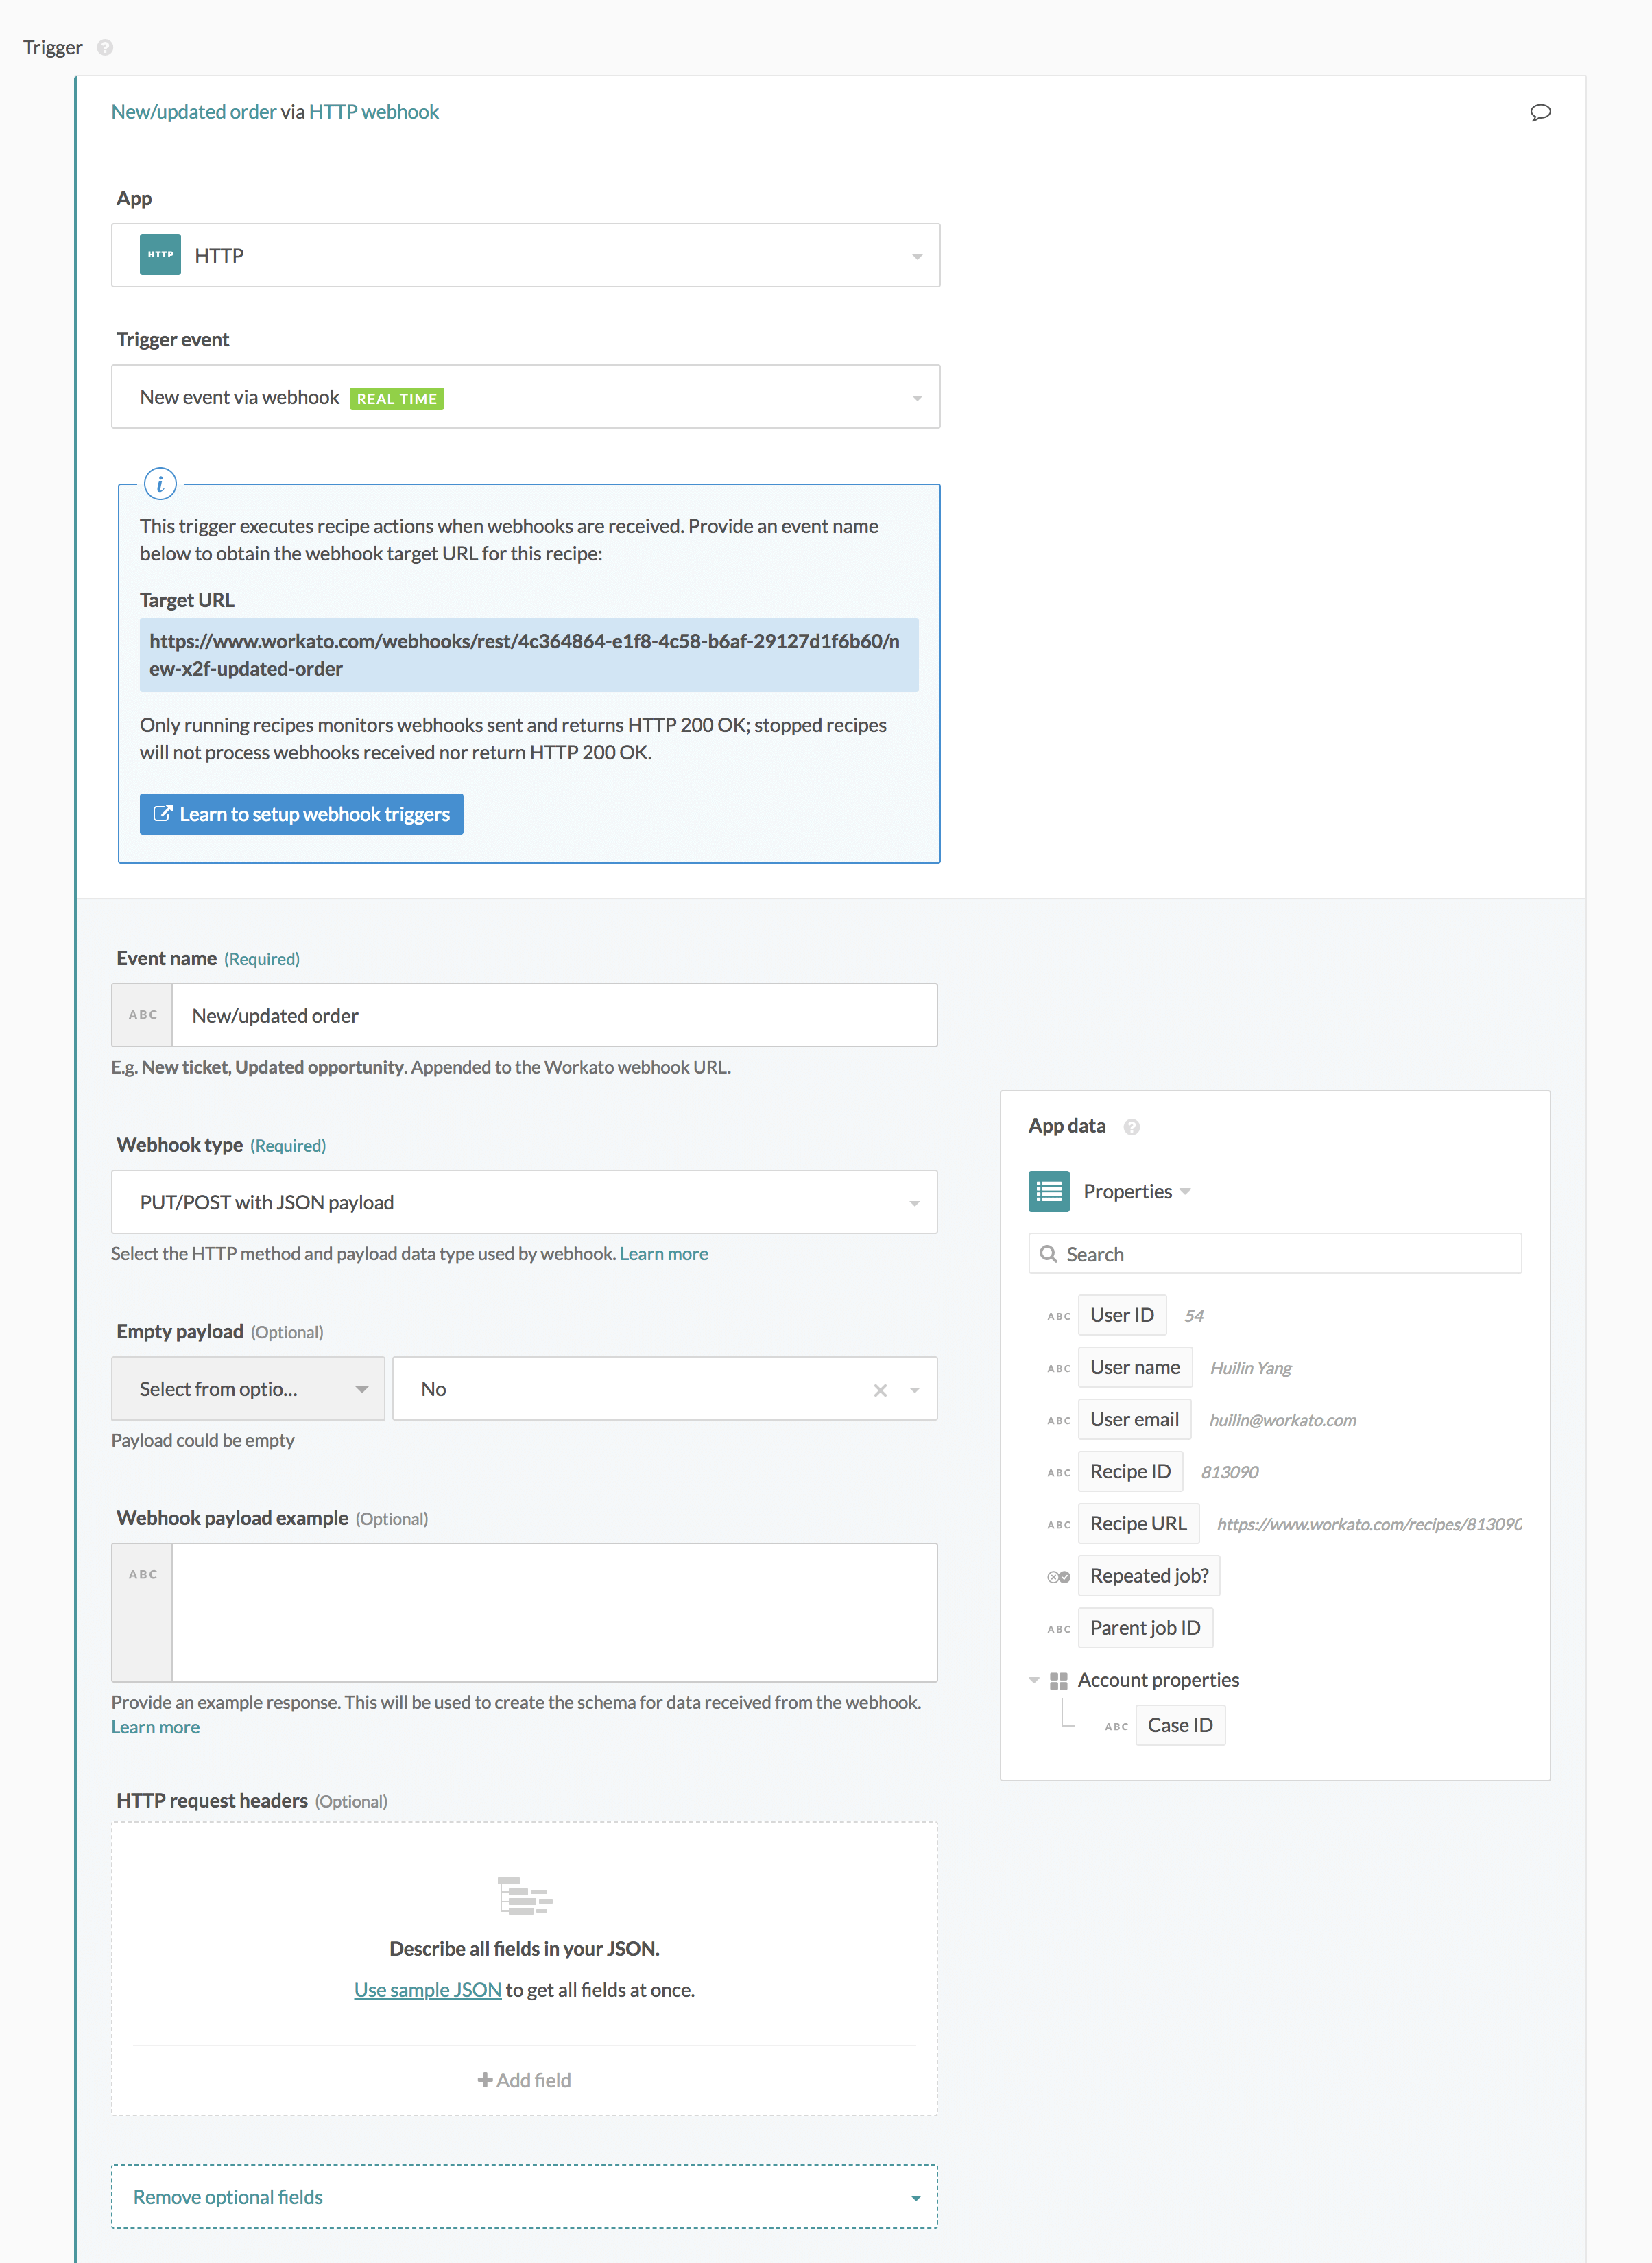 Trigger ?
New/updated order via HTTP webhook
App
HTTP HTTP
Trigger event
New event via webhook REAL TIME
i
This trigger executes recipe actions when webhooks are received. Provide an event name
below to obtain the webhook target URL for this recipe:
Target URL
https://www.workato.com/webhooks/rest/4c364864-e1f8-4c58-b6af-29127d1f6b60/n
ew-x2f-updated-order
Only running recipes monitors webhooks sent and returns HTTP 200 OK; stopped recipes
will not process webhooks received nor return HTTP 200 OK.
Learn to setup webhook triggers
Event name (Required)
ABC New/updated order
E.g. New ticket, Updated opportunity. Appended to the Workato webhook URL.
Webhook type (Required)
PUT/POST with JSON payload
Select the HTTP method and payload data type used by webhook. Learn more
Empty payload (Optional)
Select from optio... No
Payload could be empty
Webhook payload example (Optional)
ABC
Provide an example response. This will be used to create the schema for data received from the webhook.
Learn more
HTTP request headers (Optional)
Describe all fields in your JSON.
Use sample JSON to get all fields at once.
Add field
Remove optional fields
App data ?
Properties
Search
ABC User ID 54
ABC User name Huilin Yang
ABC User email huilin@workato.com
ABC Recipe ID 813090
ABC Recipe URL https://www.workato.com/recipes/813090
Repeated job?
ABC Parent job ID
Account properties
ABC Case ID